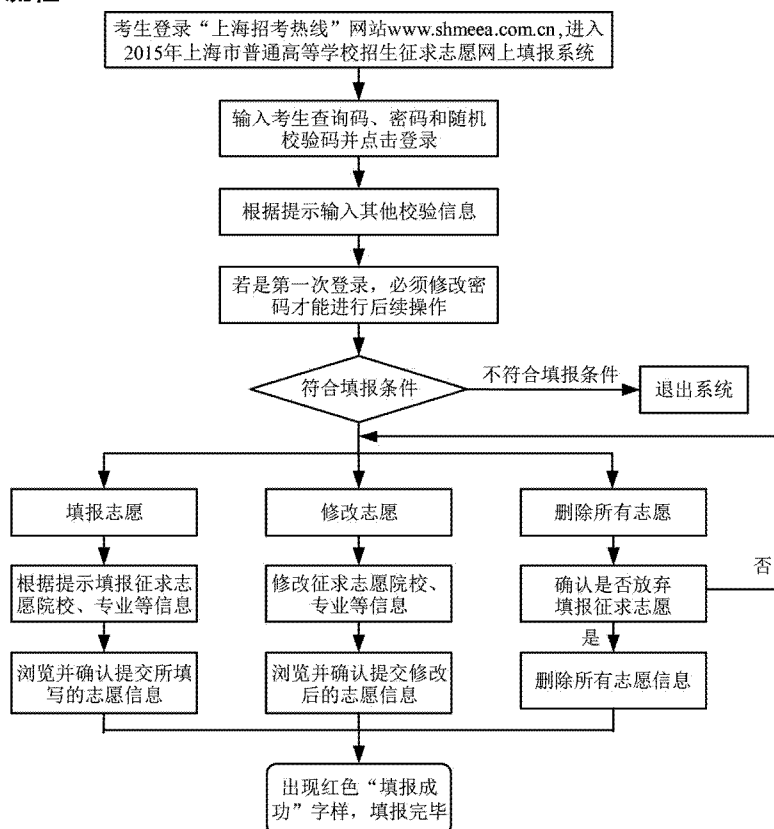 考生登录“上海招考热线”网站www.shmeea.com.cn,进入
2015年上海市普通高等学校招生征求志愿网上填报系统
输入考生查询码、密码和随机
校验码并点击登录
根据提示输入其他校验信息
若是第一次登录，必须修改密
码才能进行后续操作
符合填报条件
不符合填报条件
退出系统
填报志愿
修改志愿
删除所有志愿
根据提示填报征求志
愿院校、专业等信息
修改征求志愿院校、
专业等信息
确认是否放弃
填报征求志愿
否
是
浏览并确认提交所填
写的志愿信息
浏览并确认提交修改
后的志愿信息
删除所有志愿信息
出现红色“填报成
功”字样，填报完毕